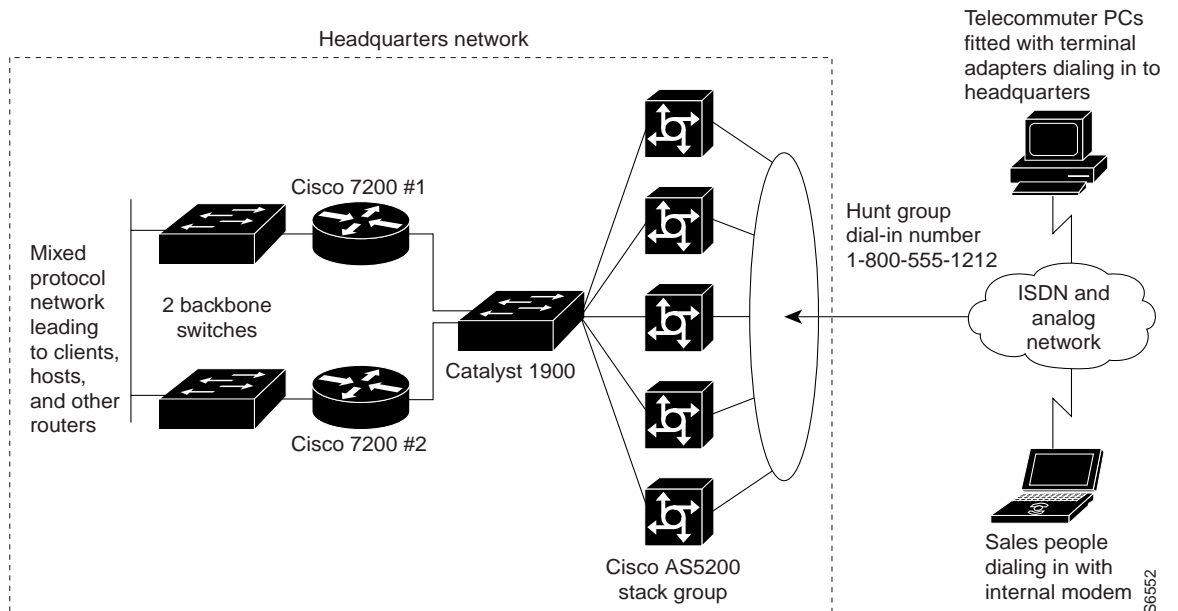 Headquarters network
Telecommuter PCs
fitted with terminal
adapters dialing in to
headquarters
Cisco 7200 #1
Mixed
protocol
network
leading
to clients,
hosts,
and other
routers
2 backbone
switches
Catalyst 1900
Cisco 7200 #2
Hunt group
dial-in number
1-800-555-1212
ISDN and
analog
network
Cisco AS5200
stack group
Sales people
dialing in with
internal modem
S6552